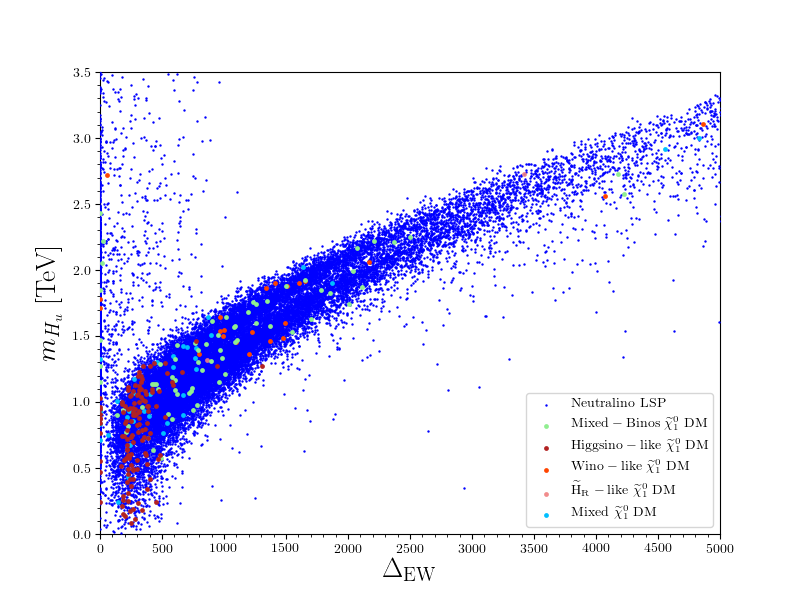 3.5
3.0
2.5
2.0
1.5
1.0
0.5
0.0
m_{H_u} [TeV]
Neutralino LSP
Mixed − Binos χ̃⁰₁ DM
Higgsino − like χ̃⁰₁ DM
Wino − like χ̃⁰₁ DM
H̃_R − like χ̃⁰₁ DM
Mixed χ̃⁰₁ DM
0 500 1000 1500 2000 2500 3000 3500 4000 4500 5000
Δ_EW